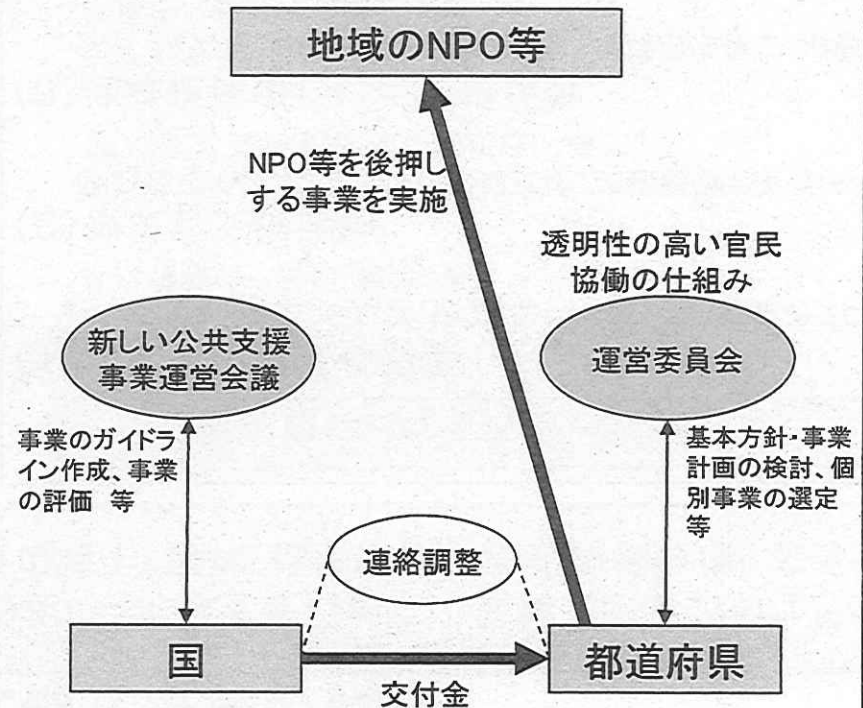 地域のNPO等
NPO等を後押し
する事業を実施
透明性の高い官民
協働の仕組み
新しい公共支援
事業運営会議
運営委員会
事業のガイドラ
イン作成、事業
の評価 等
基本方針・事業
計画の検討、個
別事業の選定
等
連絡調整
国
都道府県
交付金